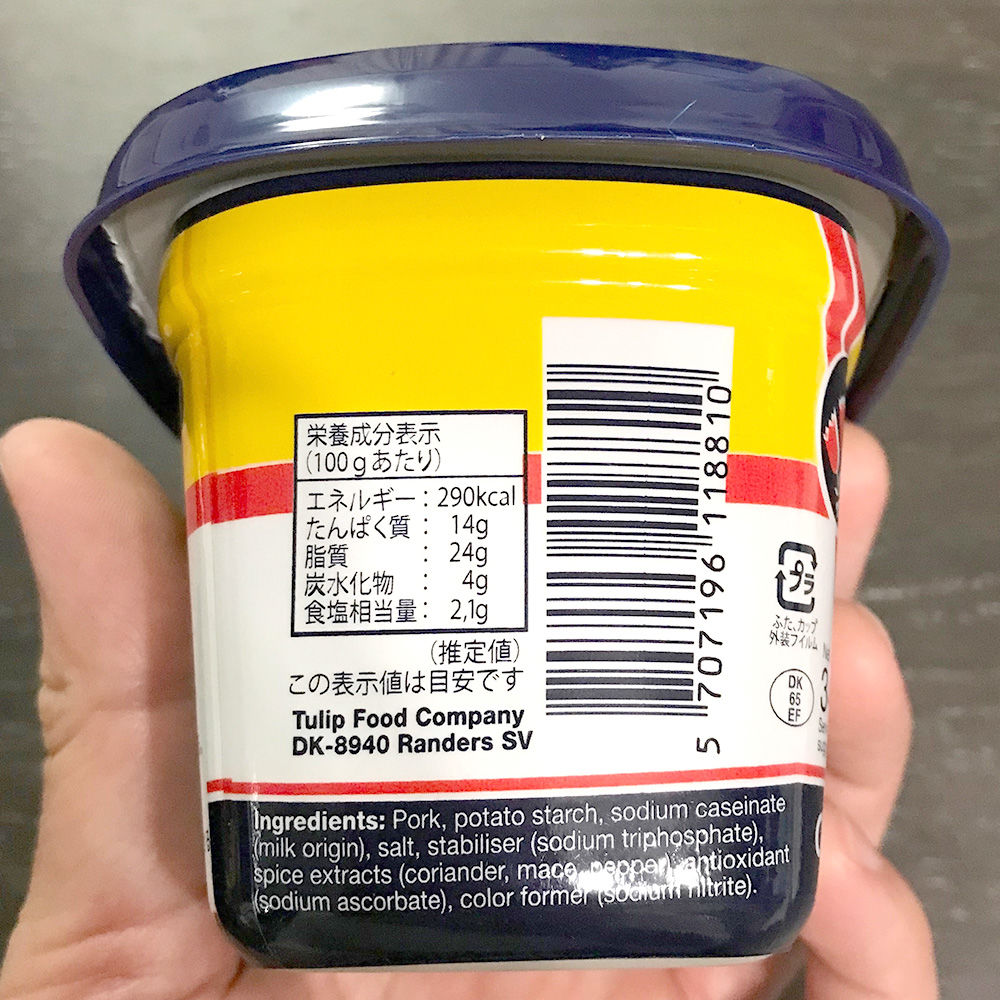 栄養成分表示
(100gあたり)
エネルギー：290kcal
たんぱく質： 14g
脂質 ： 24g
炭水化物 ： 4g
食塩相当量： 2,1g
(推定値)
この表示値は目安です
Tulip Food Company
DK-8940 Randers SV
5 707196 118810
プラ
ふた、カップ
外装フイルム
DK
65
EF
3
Ingredients: Pork, potato starch, sodium caseinate
(milk origin), salt, stabiliser (sodium triphosphate),
spice extracts (coriander, mace, pepper), antioxidant
(sodium ascorbate), color former (sodium nitrite).